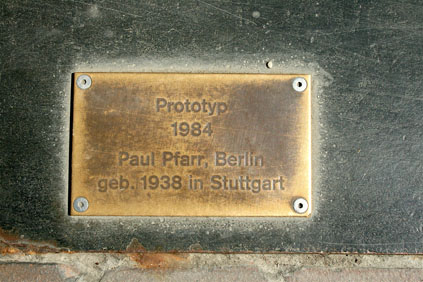 Prototyp
1984
Paul Pfarr, Berlin
geb. 1938 in Stuttgart